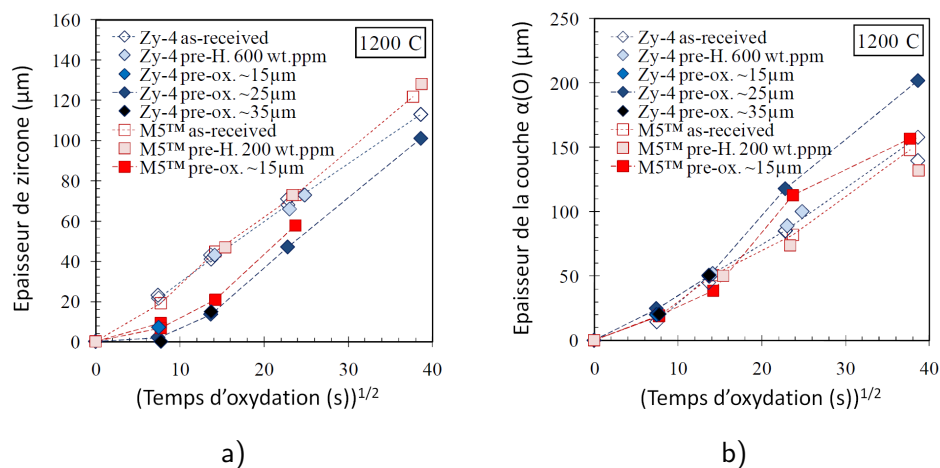 160
140
120
100
80
60
40
20
0
Epaisseur de zircone (µm)
1200 C
Zy-4 as-received
Zy-4 pre-H. 600 wt.ppm
Zy-4 pre-ox. ~15µm
Zy-4 pre-ox. ~25µm
Zy-4 pre-ox. ~35µm
M5™ as-received
M5™ pre-H. 200 wt.ppm
M5™ pre-ox. ~15µm
0 10 20 30 40
(Temps d'oxydation (s))1/2
a)
250
200
150
100
50
0
Epaisseur de la couche α(O) (µm)
1200 C
Zy-4 as-received
Zy-4 pre-H. 600 wt.ppm
Zy-4 pre-ox. ~15µm
Zy-4 pre-ox. ~25µm
Zy-4 pre-ox. ~35µm
M5™ as-received
M5™ pre-H. 200 wt.ppm
M5™ pre-ox. ~15µm
0 10 20 30 40
(Temps d'oxydation (s))1/2
b)